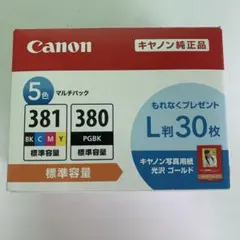 Canon
キヤノン純正品
5色
マルチパック
381
BK C M Y
標準容量
380
PGBK
標準容量
標準容量
もれなくプレゼント
L判30枚
キヤノン写真用紙
光沢 ゴールド